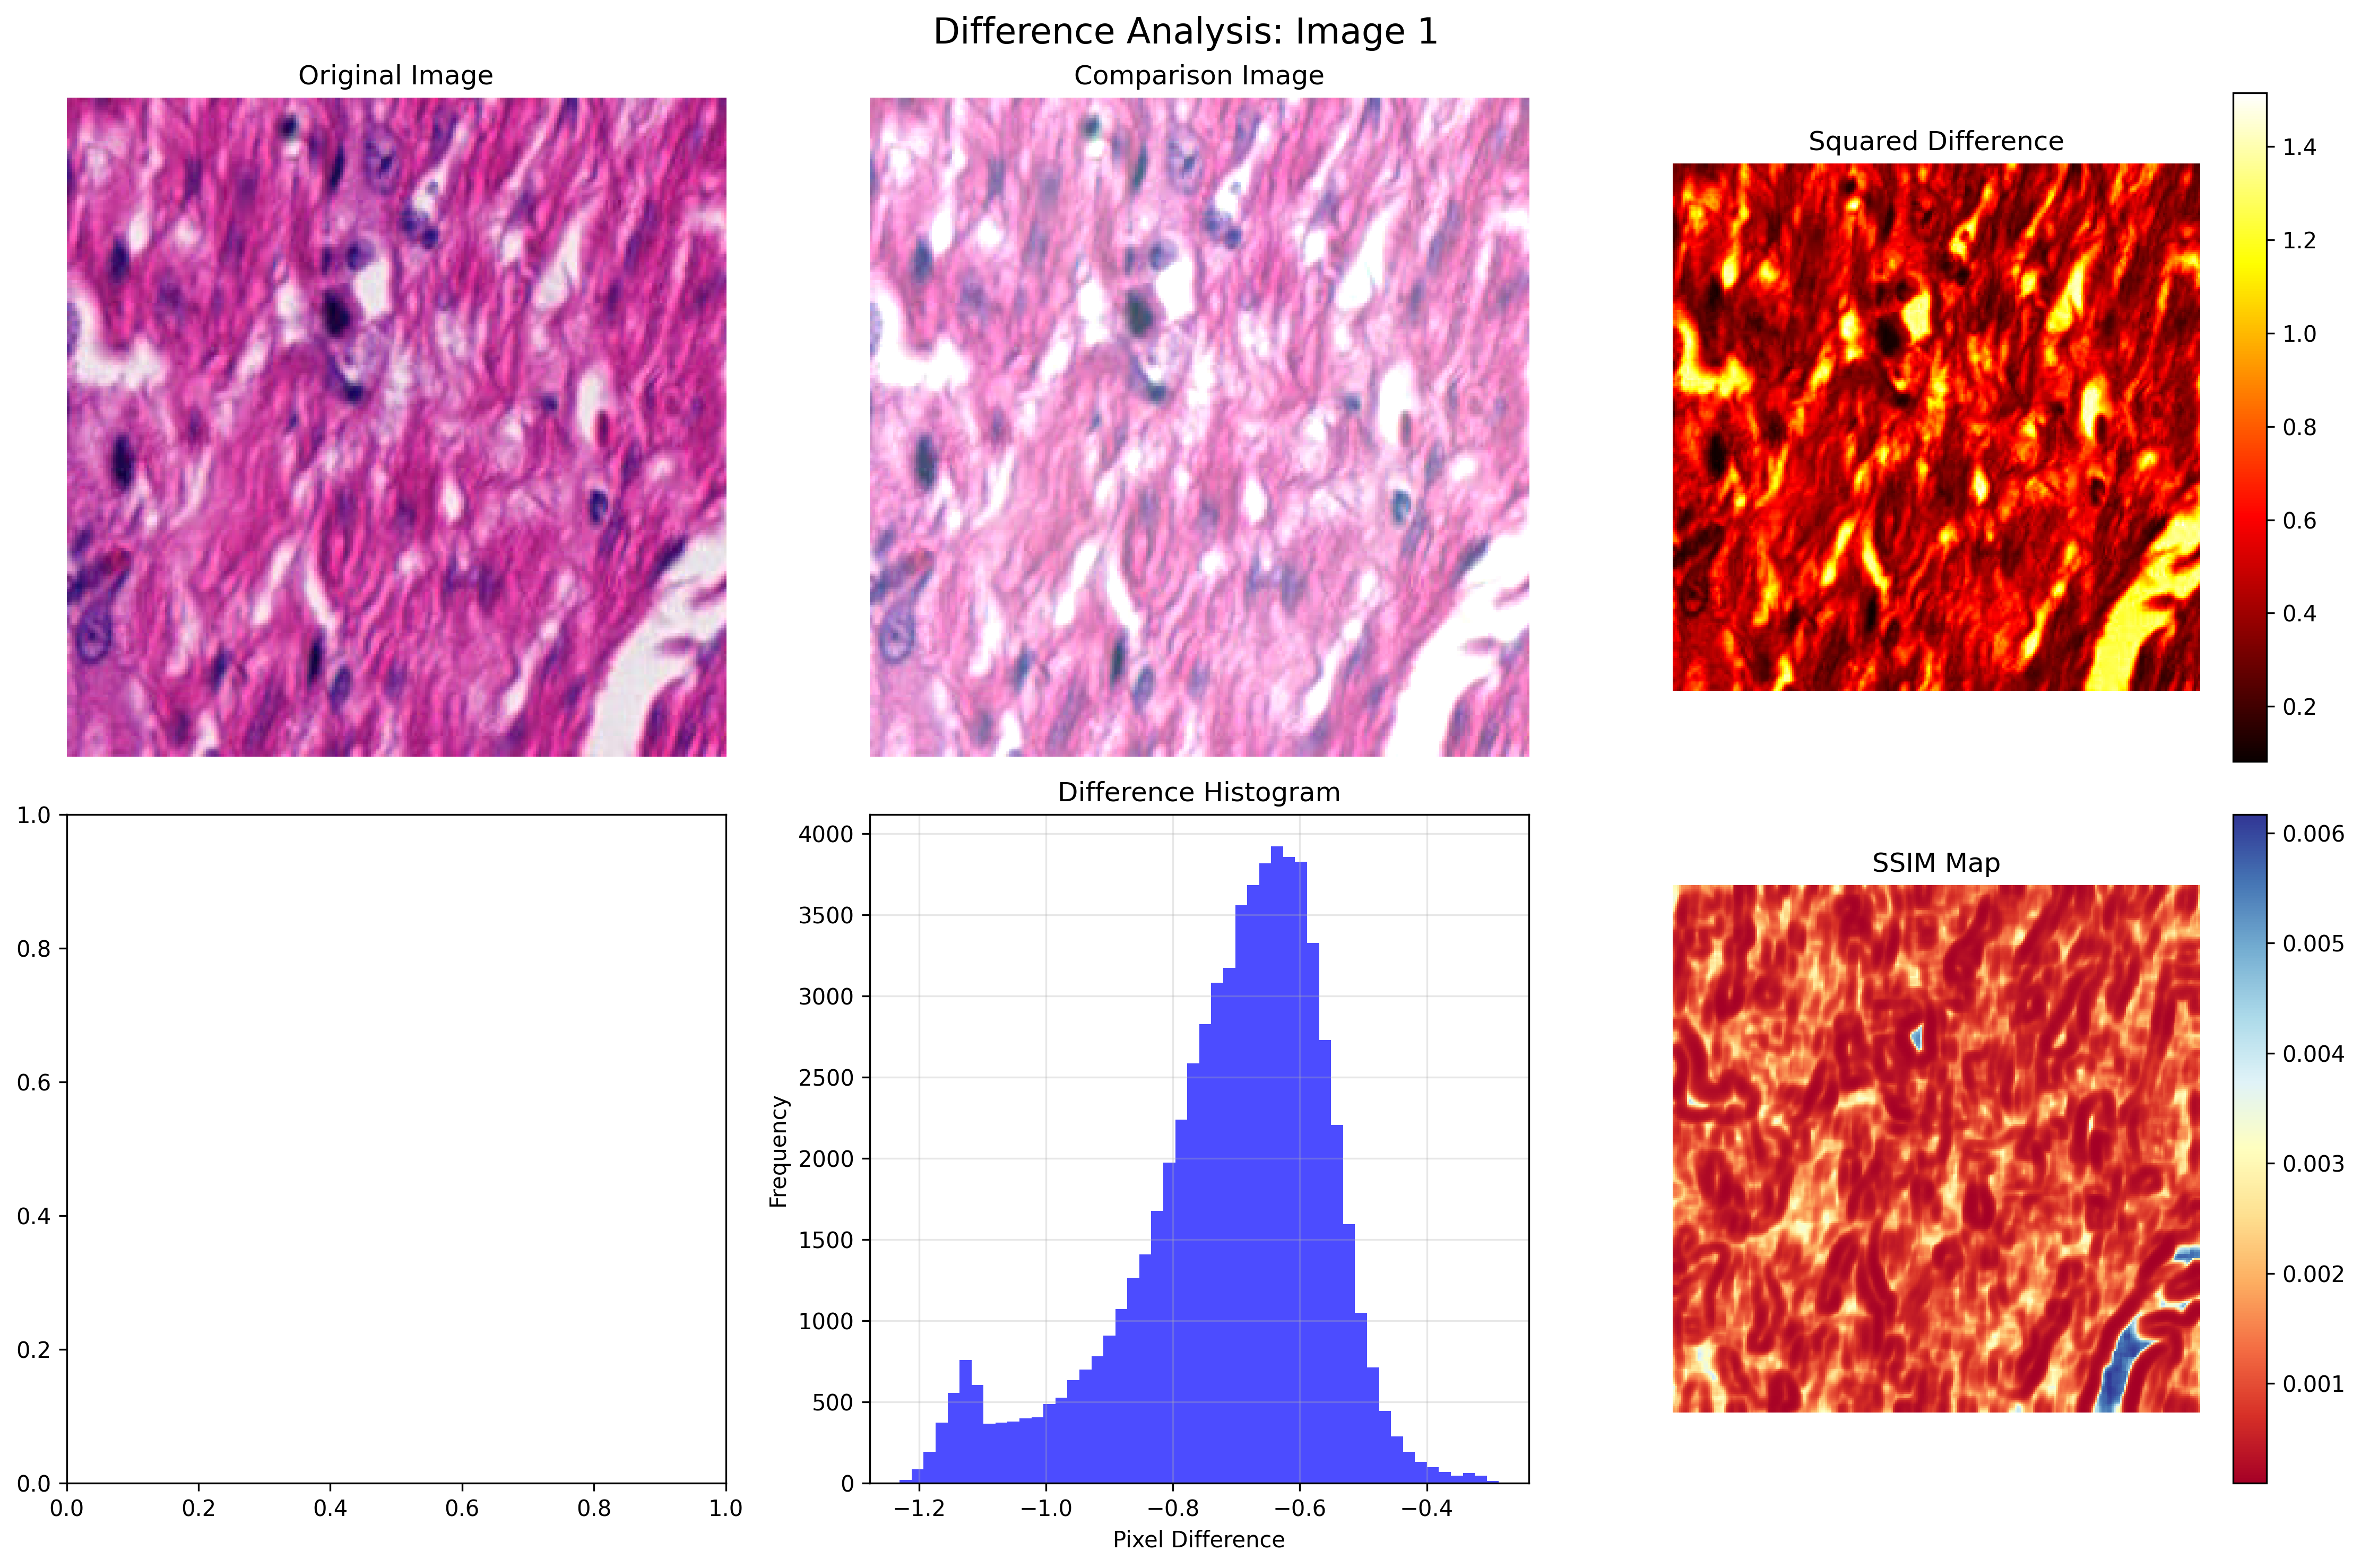 Difference Analysis: Image 1
Original Image
Comparison Image
Squared Difference
1.4
1.2
1.0
0.8
0.6
0.4
0.2
1.0
0.8
0.6
0.4
0.2
0.0
0.0 0.2 0.4 0.6 0.8 1.0
Difference Histogram
Frequency
4000
3500
3000
2500
2000
1500
1000
500
0
−1.2 −1.0 −0.8 −0.6 −0.4
Pixel Difference
SSIM Map
0.006
0.005
0.004
0.003
0.002
0.001